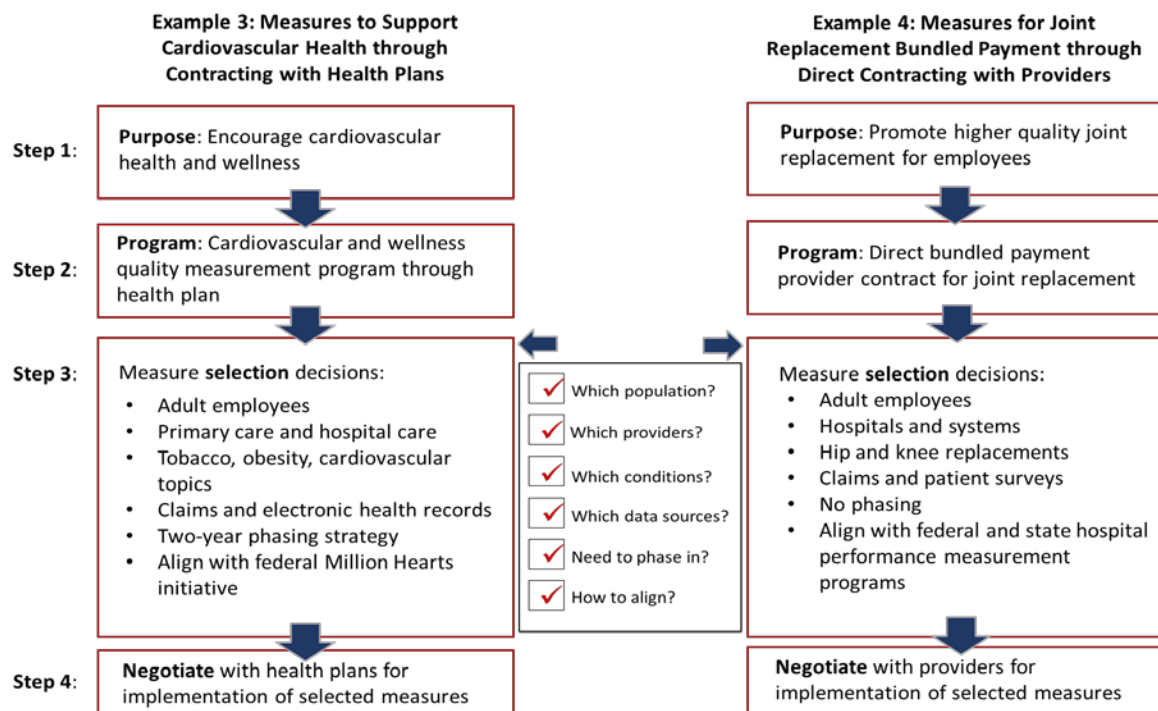 Example 3: Measures to Support
Cardiovascular Health through
Contracting with Health Plans
Example 4: Measures for Joint
Replacement Bundled Payment through
Direct Contracting with Providers
Step 1:
Purpose: Encourage cardiovascular
health and wellness
Purpose: Promote higher quality joint
replacement for employees
Step 2:
Program: Cardiovascular and wellness
quality measurement program through
health plan
Program: Direct bundled payment
provider contract for joint replacement
Step 3:
Measure selection decisions:
• Adult employees
• Primary care and hospital care
• Tobacco, obesity, cardiovascular
topics
• Claims and electronic health records
• Two-year phasing strategy
• Align with federal Million Hearts
initiative
Which population?
Which providers?
Which conditions?
Which data sources?
Need to phase in?
How to align?
Measure selection decisions:
• Adult employees
• Hospitals and systems
• Hip and knee replacements
• Claims and patient surveys
• No phasing
• Align with federal and state hospital
performance measurement
programs
Step 4:
Negotiate with health plans for
implementation of selected measures
Negotiate with providers for
implementation of selected measures